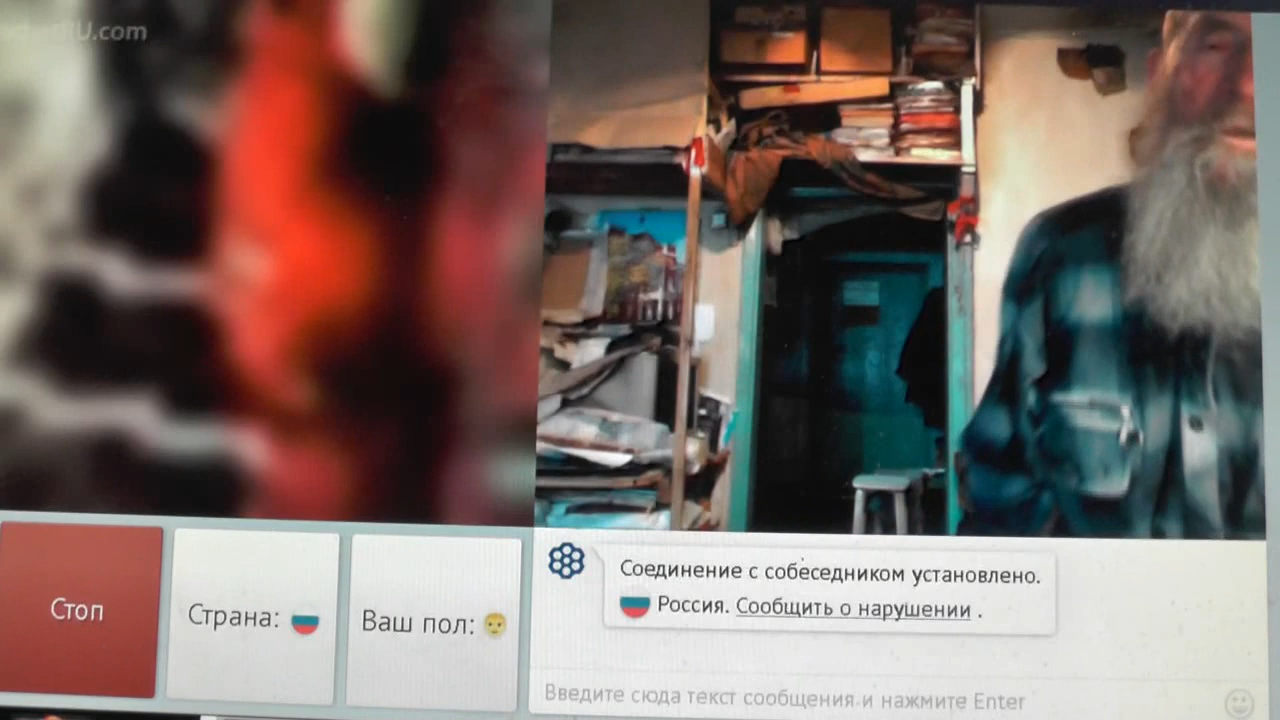 Соединение с собеседником установлено.
Россия. Сообщить о нарушении .
Стоп
Страна:
Ваш пол:
Введите сюда текст сообщения и нажмите Enter